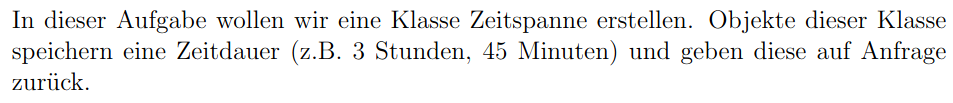 In dieser Aufgabe wollen wir eine Klasse Zeitspanne erstellen. Objekte dieser Klasse
speichern eine Zeitdauer (z.B. 3 Stunden, 45 Minuten) und geben diese auf Anfrage
zurück.